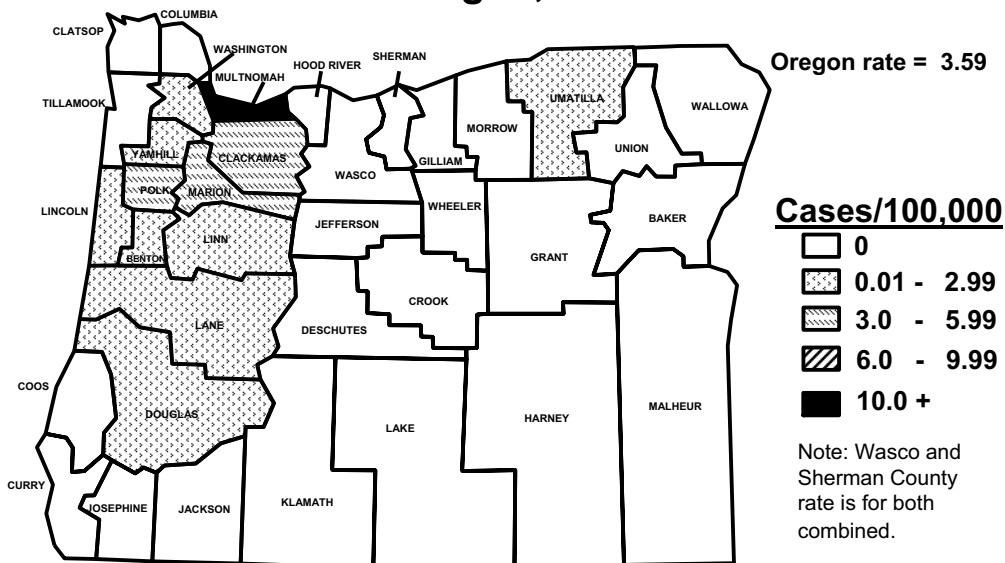 COLUMBIA
CLATSOP
WASHINGTON
SHERMAN
HOOD RIVER
MULTNOMAH
Oregon rate = 3.59
TILLAMOOK
UMATILLA
WALLOWA
MORROW
UNION
YAMHILL
CLACKAMAS
GILLIAM
WASCO
POLK
MARION
WHEELER
LINCOLN
JEFFERSON
BAKER
Cases/100,000
LINN
BENTON
GRANT
0
0.01 - 2.99
CROOK
LANE
DESCHUTES
3.0 - 5.99
6.0 - 9.99
COOS
DOUGLAS
HARNEY
MALHEUR
10.0 +
LAKE
Note: Wasco and
Sherman County
rate is for both
combined.
CURRY
JOSEPHINE
JACKSON
KLAMATH